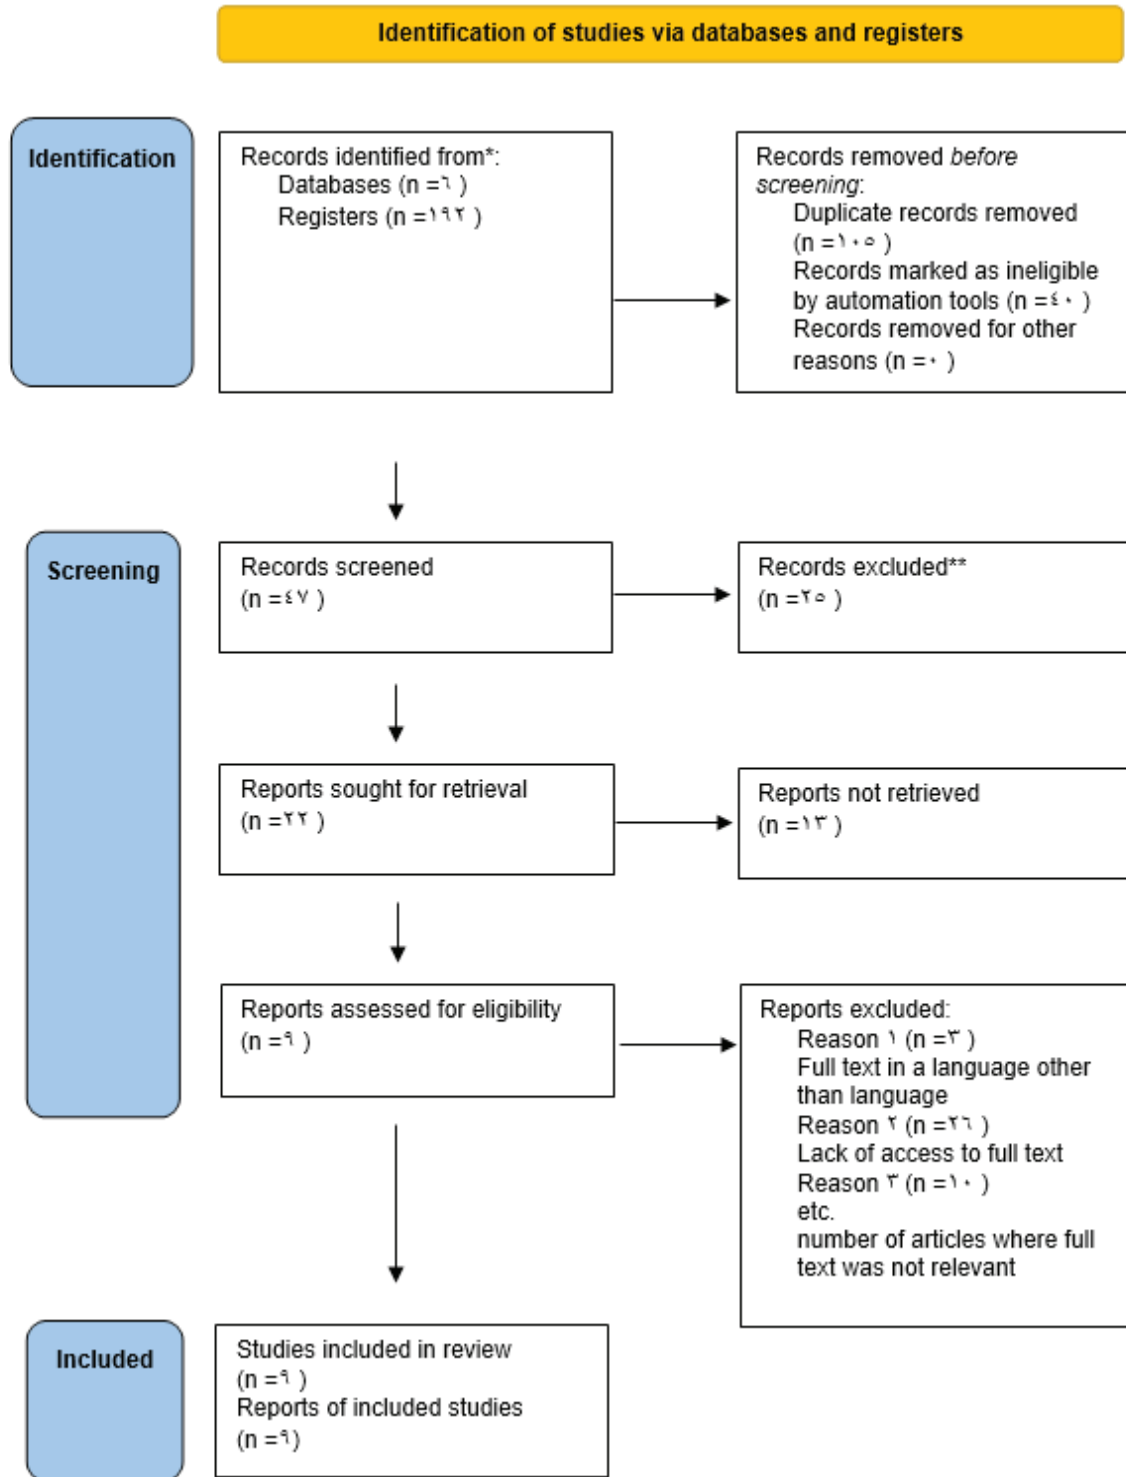 Identification of studies via databases and registers
Identification
Records identified from*:
Databases (n =٦ )
Registers (n =١٩٢ )
Records removed before
screening:
Duplicate records removed
(n =١٠٥ )
Records marked as ineligible
by automation tools (n =٤٠ )
Records removed for other
reasons (n =٠ )
Screening
Records screened
(n =٤٧ )
Records excluded**
(n =٢٥ )
Reports sought for retrieval
(n =٢٢ )
Reports not retrieved
(n =١٣ )
Reports assessed for eligibility
(n =٩ )
Reports excluded:
Reason ١ (n =٣ )
Full text in a language other
than language
Reason ٢ (n =٢٦ )
Lack of access to full text
Reason ٣ (n =١٠ )
etc.
number of articles where full
text was not relevant
Included
Studies included in review
(n =٩ )
Reports of included studies
(n =٩)